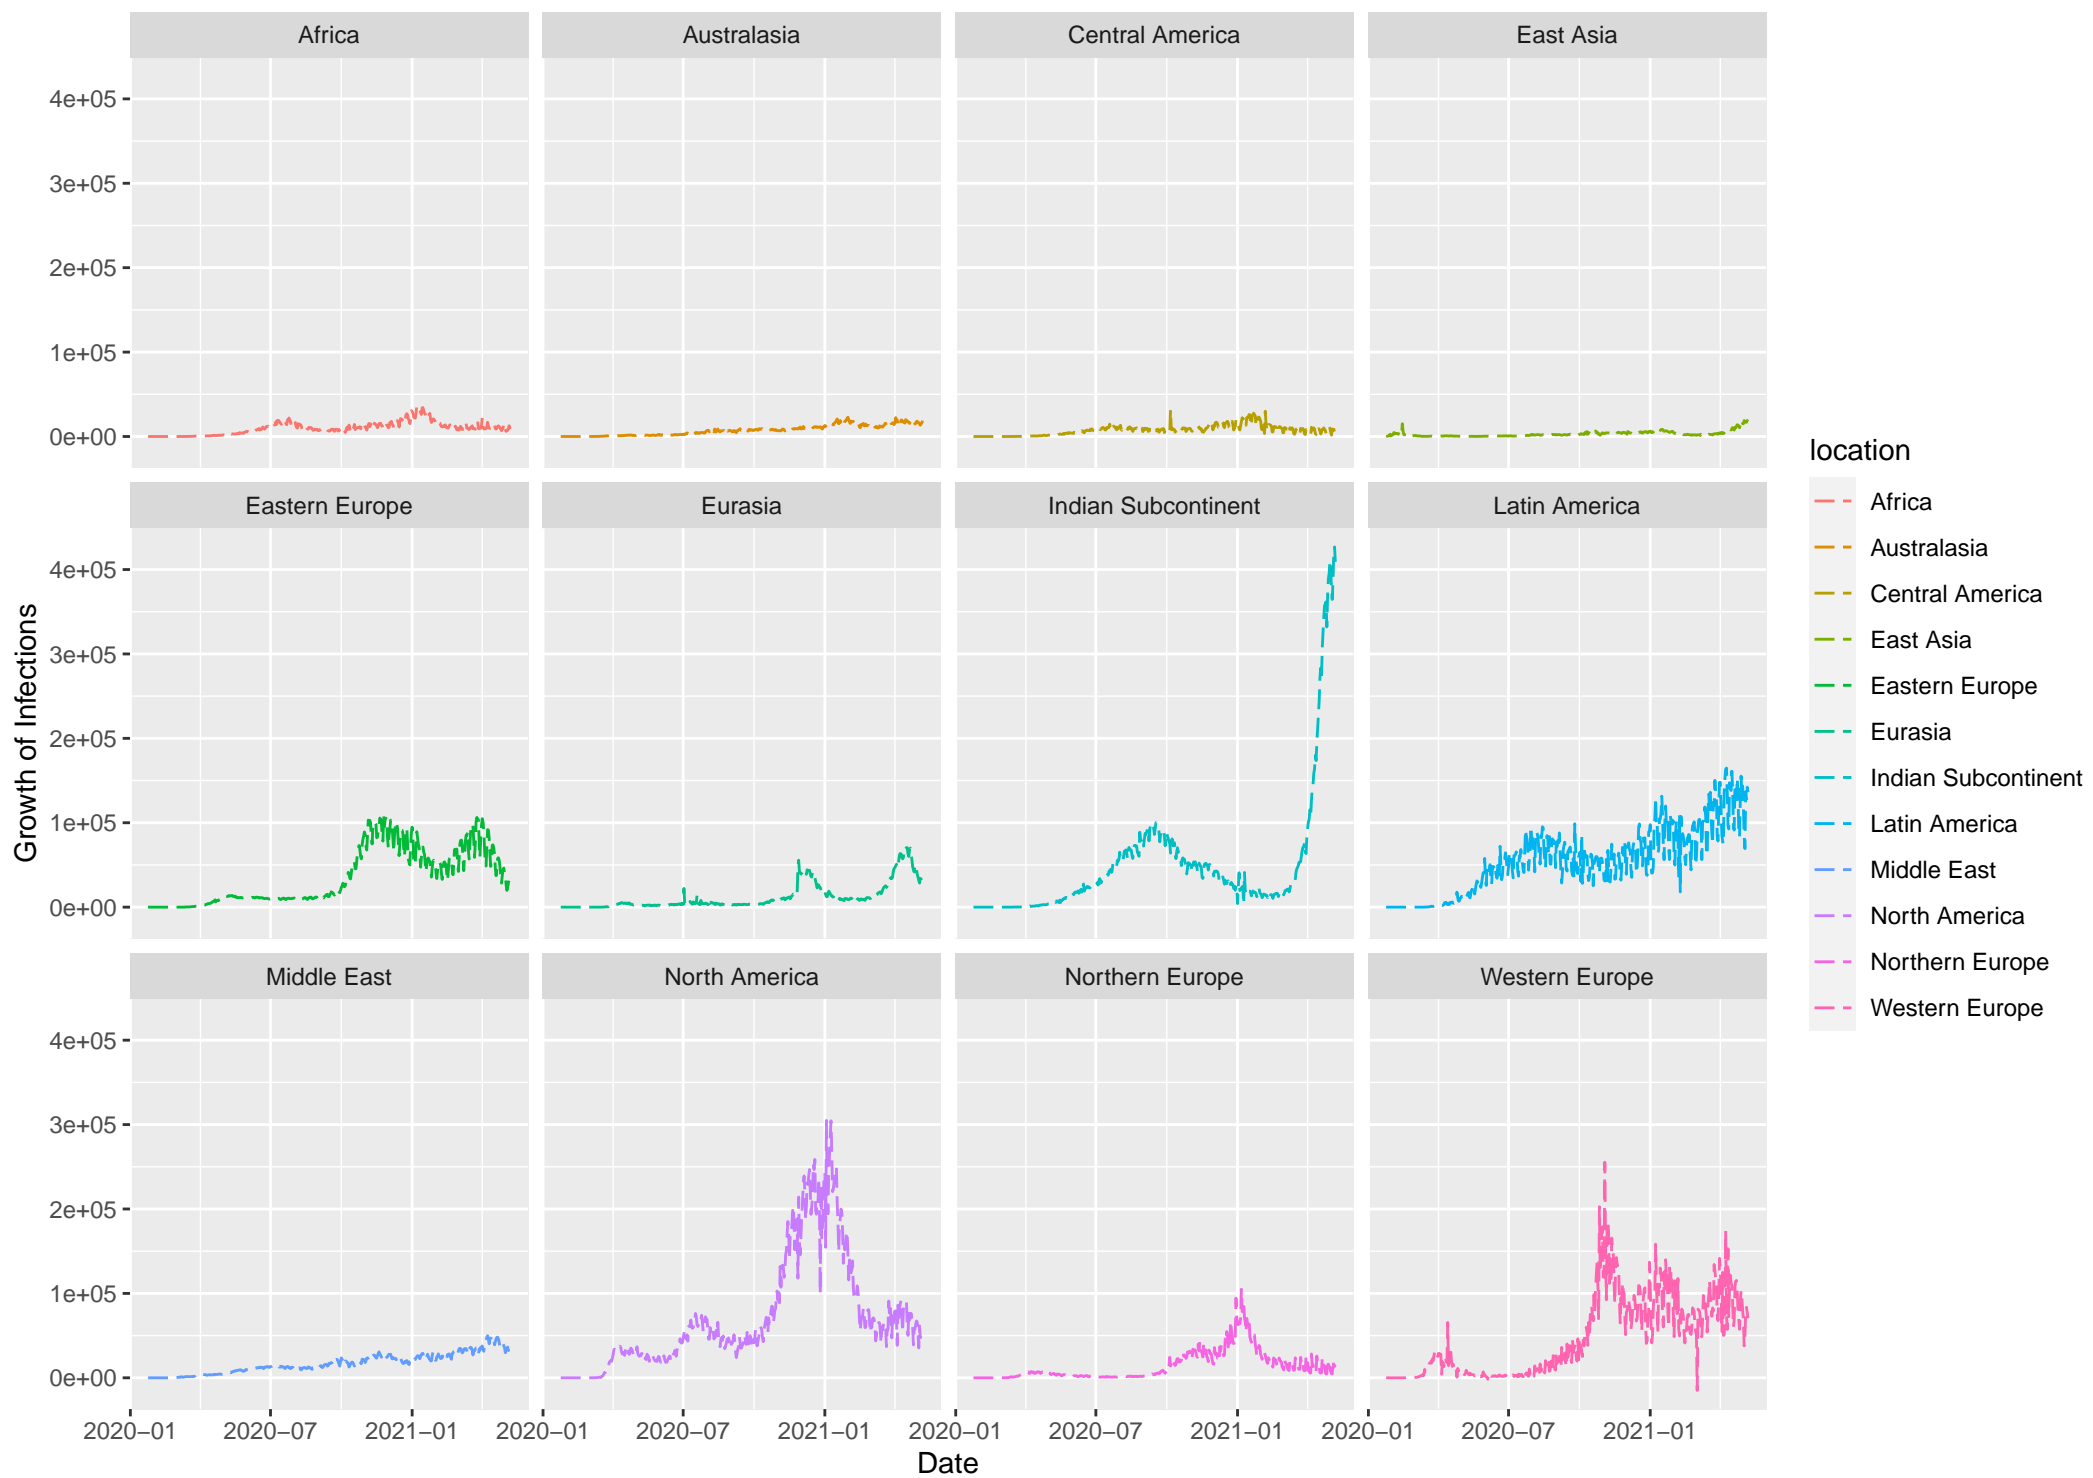 Africa
Australasia
Central America
East Asia
4e+05
3e+05
2e+05
1e+05
0e+00
Eastern Europe
Eurasia
Indian Subcontinent
Latin America
4e+05
3e+05
2e+05
1e+05
0e+00
Middle East
North America
Northern Europe
Western Europe
4e+05
3e+05
2e+05
1e+05
0e+00
2020−01
2020−07
2021−01
2020−01
2020−07
2021−01
2020−01
2020−07
2021−01
2020−01
2020−07
2021−01
Date
Growth of Infections
location
Africa
Australasia
Central America
East Asia
Eastern Europe
Eurasia
Indian Subcontinent
Latin America
Middle East
North America
Northern Europe
Western Europe